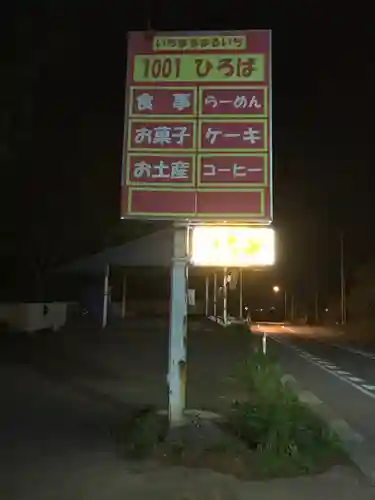 いちまるまるいち
1001 ひろば
食事 らーめん
お菓子 ケーキ
お土産 コーヒー